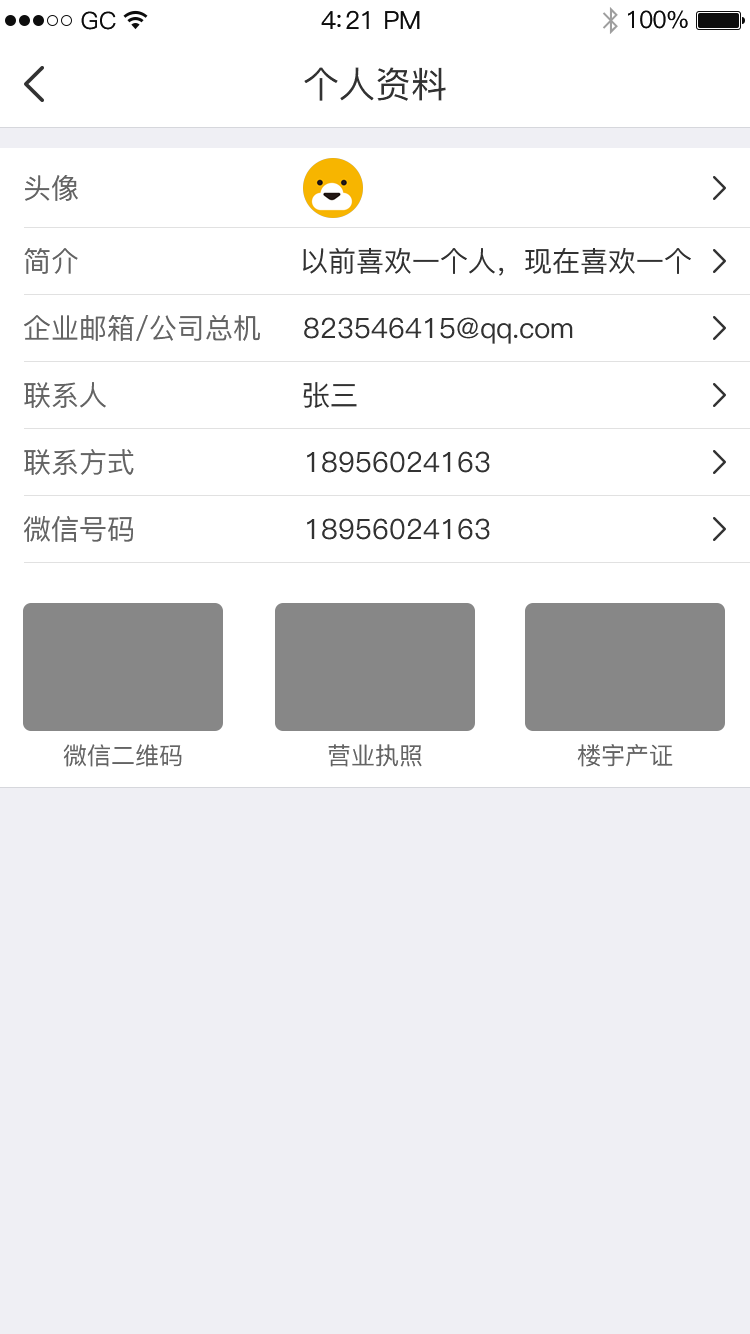 GC 4:21 PM 100%
个人资料
头像
简介 以前喜欢一个人，现在喜欢一个
企业邮箱/公司总机 823546415@qq.com
联系人 张三
联系方式 18956024163
微信号码 18956024163
微信二维码 营业执照 楼宇产证